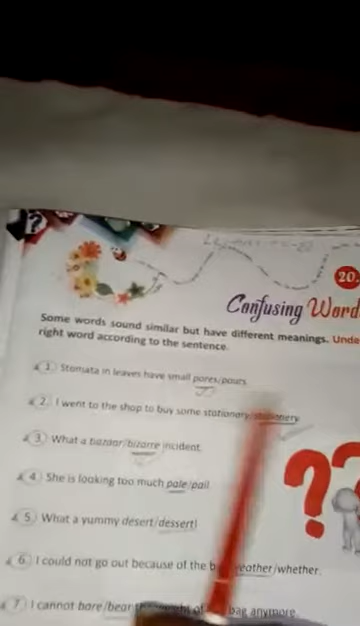 20.
Confusing Word
Some words sound similar but have different meanings. Unde
right word according to the sentence.
1. Stomata in leaves have small pores/pours.
2. I went to the shop to buy some stationary/stationery.
3. What a bazaar/bizarre incident.
4. She is looking too much pale/pail.
5. What a yummy desert/dessert!
6. I could not go out because of the weather/whether.
7. I cannot bare/bear of bag anymore.